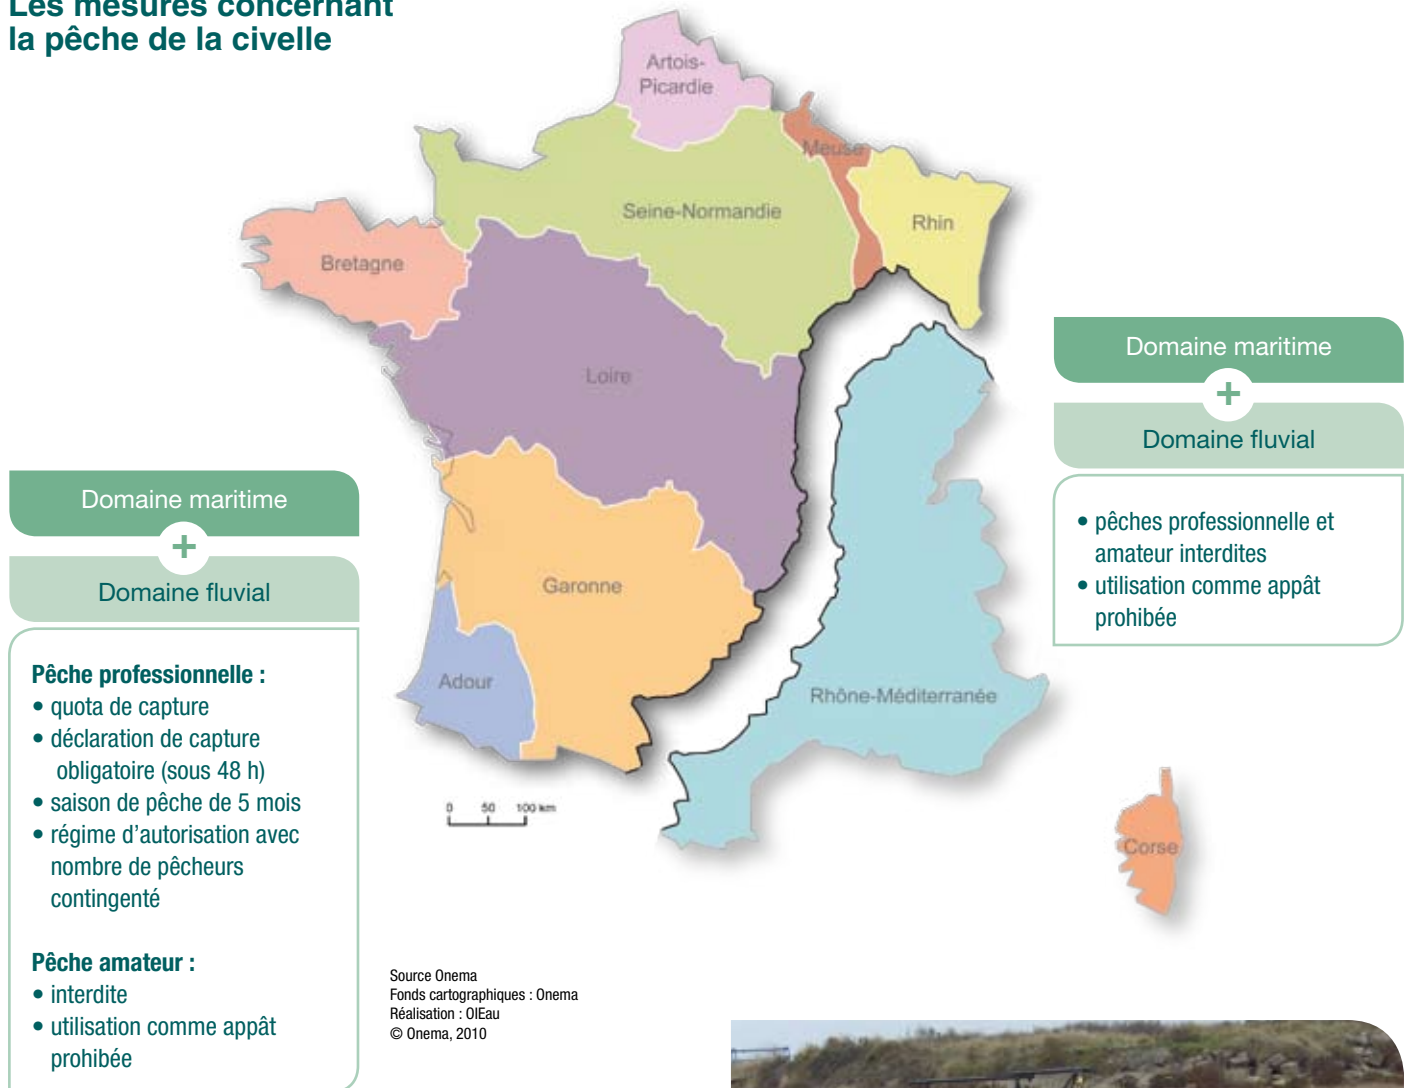 Les mesures concernant
la pêche de la civelle
Artois-
Picardie
Meuse
Seine-Normandie
Rhin
Bretagne
Loire
Garonne
Adour
Rhône-Méditerranée
Corse
0 50 100 km
Domaine maritime
+
Domaine fluvial
• pêches professionnelle et
amateur interdites
• utilisation comme appât
prohibée
Domaine maritime
+
Domaine fluvial
Pêche professionnelle :
• quota de capture
• déclaration de capture
obligatoire (sous 48 h)
• saison de pêche de 5 mois
• régime d’autorisation avec
nombre de pêcheurs
contingenté
Pêche amateur :
• interdite
• utilisation comme appât
prohibée
Source Onema
Fonds cartographiques : Onema
Réalisation : OIEau
© Onema, 2010